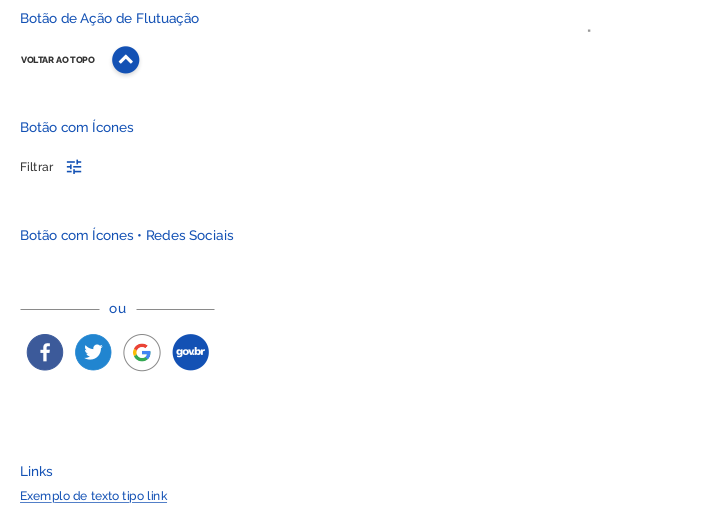 Botão de Ação de Flutuação
VOLTAR AO TOPO
Botão com Ícones
Filtrar
Botão com Ícones • Redes Sociais
ou
gov.br
Links
Exemplo de texto tipo link